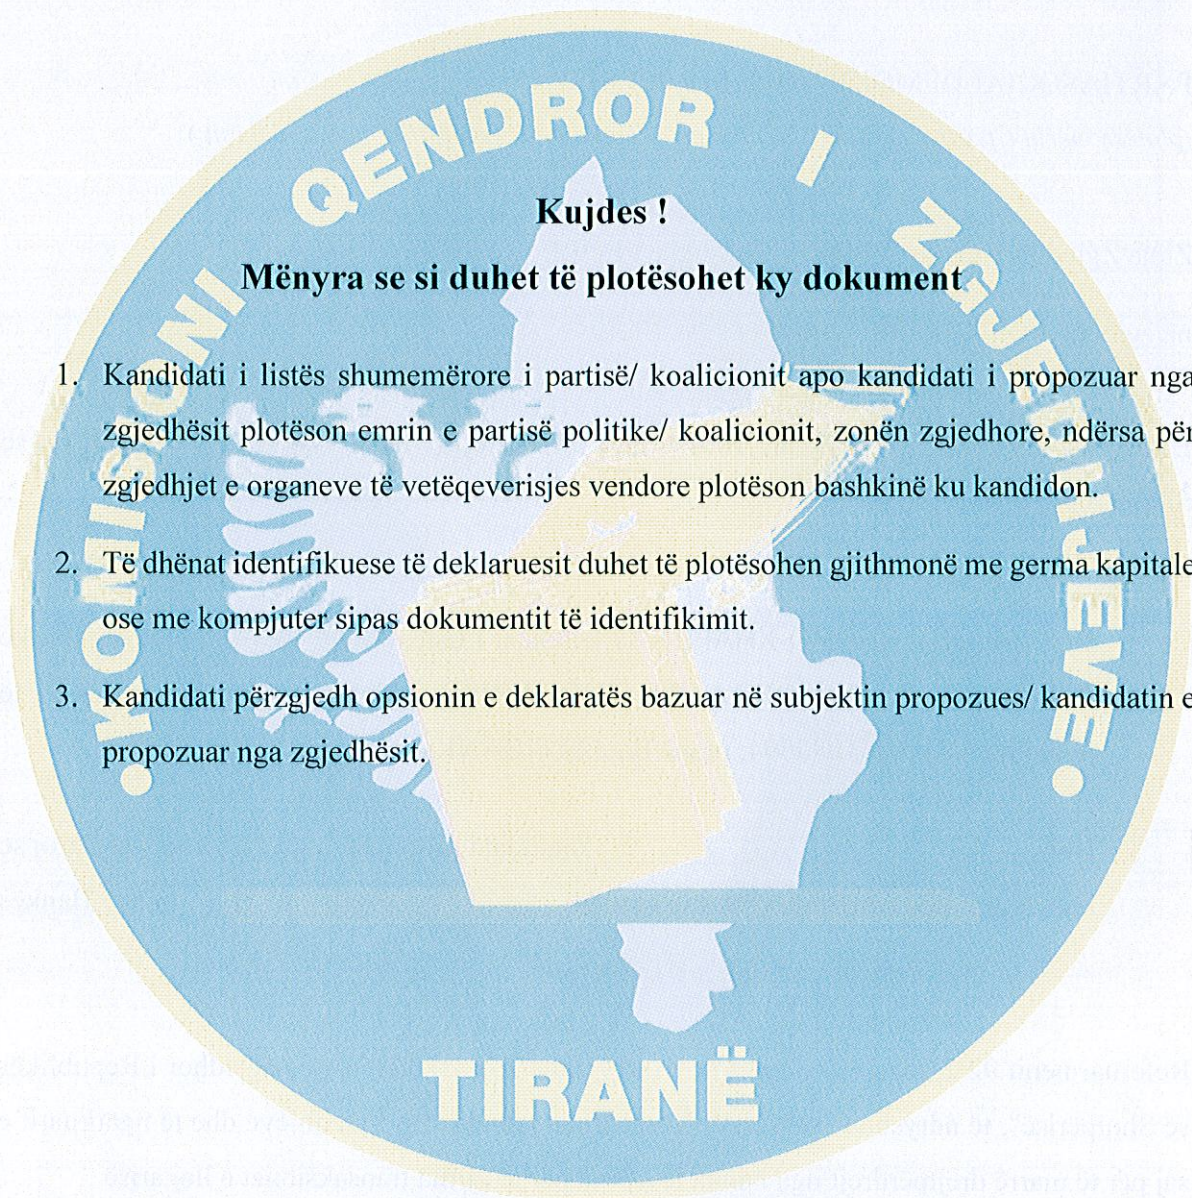 KOMISIONI QENDROR I ZGJEDHJEVE
Kujdes !
Mënyra se si duhet të plotësohet ky dokument
1. Kandidati i listës shumemërore i partisë/ koalicionit apo kandidati i propozuar nga
zgjedhësit plotëson emrin e partisë politike/ koalicionit, zonën zgjedhore, ndërsa për
zgjedhjet e organeve të vetëqeverisjes vendore plotëson bashkinë ku kandidon.
2. Të dhënat identifikuese të deklaruesit duhet të plotësohen gjithmonë me germa kapitale
ose me kompjuter sipas dokumentit të identifikimit.
3. Kandidati përzgjedh opsionin e deklaratës bazuar në subjektin propozues/ kandidatin e
propozuar nga zgjedhësit.
TIRANË